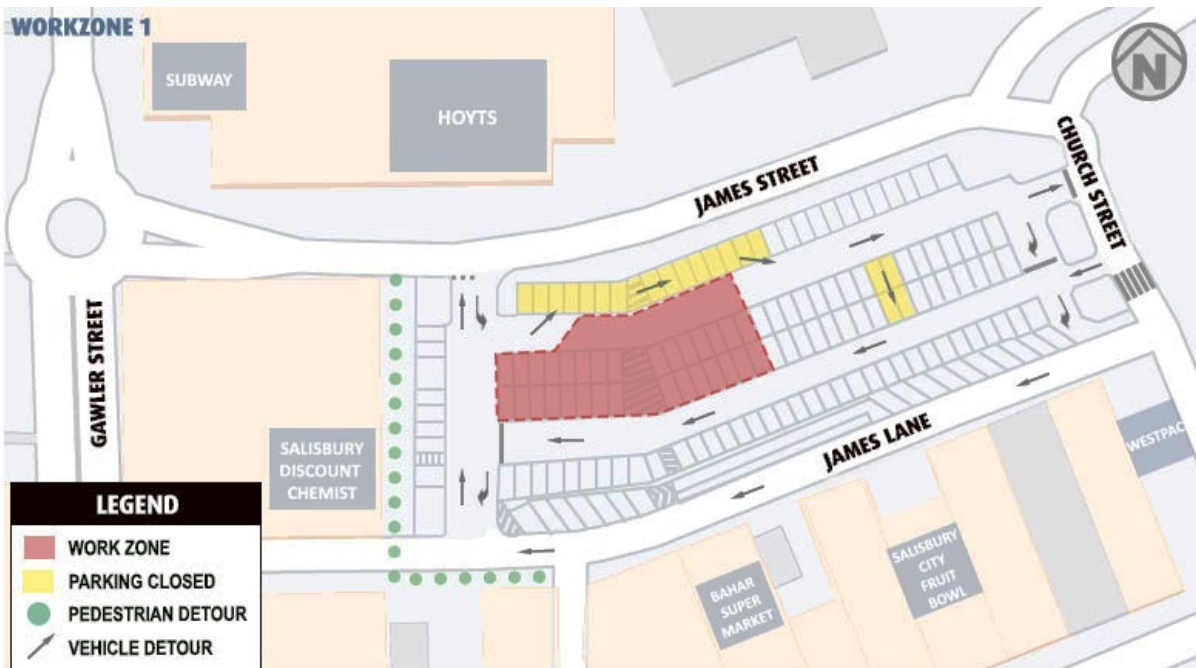 WORKZONE 1
SUBWAY
HOYTS
N
JAMES STREET
CHURCH STREET
GAWLER STREET
SALISBURY
DISCOUNT
CHEMIST
JAMES LANE
WESTPAC
SALISBURY
CITY
FRUIT
BOWL
BAHAR
SUPER
MARKET
LEGEND
WORK ZONE
PARKING CLOSED
PEDESTRIAN DETOUR
VEHICLE DETOUR